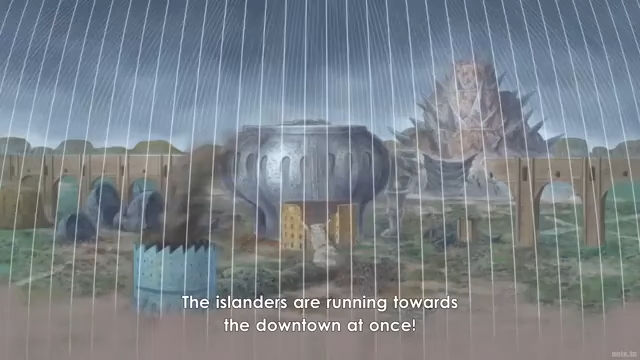 The islanders are running towards
the downtown at once!